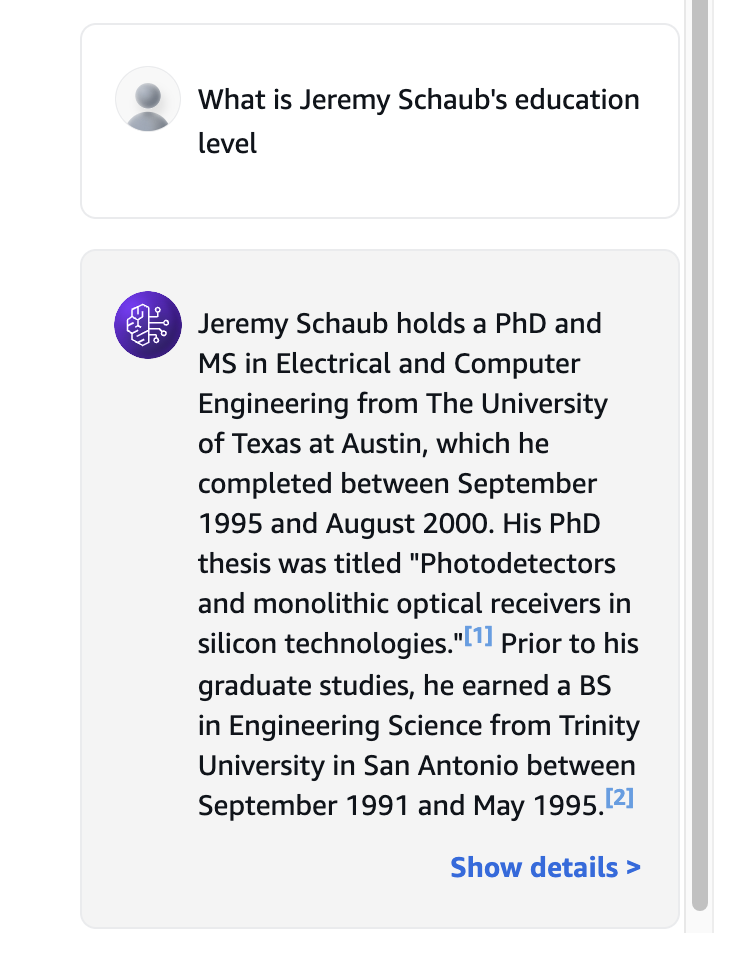 What is Jeremy Schaub's education
level
Jeremy Schaub holds a PhD and
MS in Electrical and Computer
Engineering from The University
of Texas at Austin, which he
completed between September
1995 and August 2000. His PhD
thesis was titled "Photodetectors
and monolithic optical receivers in
silicon technologies."[1] Prior to his
graduate studies, he earned a BS
in Engineering Science from Trinity
University in San Antonio between
September 1991 and May 1995.[2]
Show details >